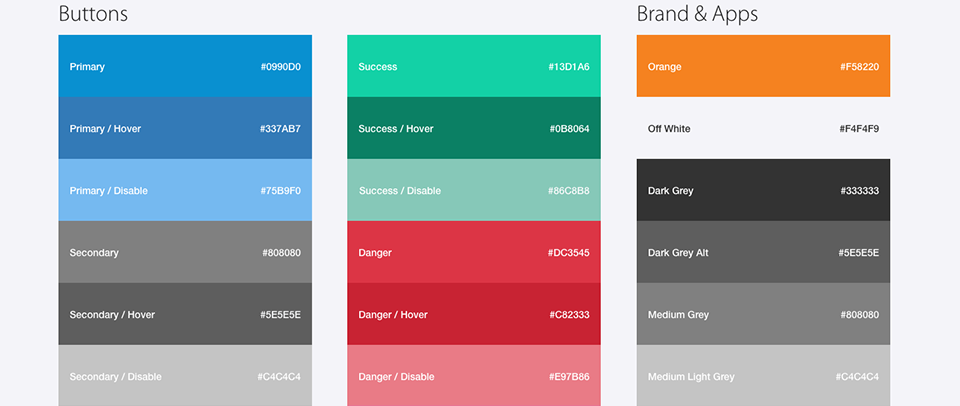 Buttons
Primary #0990D0
Primary / Hover #337AB7
Primary / Disable #75B9F0
Secondary #808080
Secondary / Hover #5E5E5E
Secondary / Disable #C4C4C4
Success #13D1A6
Success / Hover #0B8064
Success / Disable #86C8B8
Danger #DC3545
Danger / Hover #C82333
Danger / Disable #E97B86
Brand & Apps
Orange #F58220
Off White #F4F4F9
Dark Grey #333333
Dark Grey Alt #5E5E5E
Medium Grey #808080
Medium Light Grey #C4C4C4